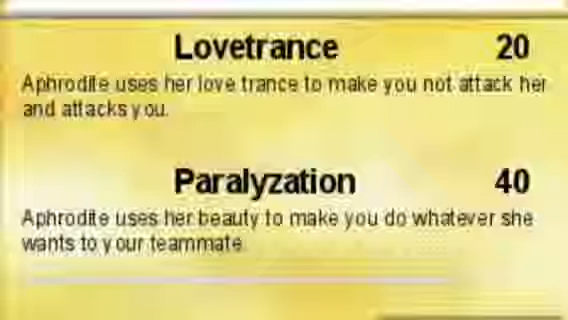 Lovetrance 20
Aphrodite uses her love trance to make you not attack her
and attacks you.
Paralyzation 40
Aphrodite uses her beauty to make you do whatever she
wants to your teammate.